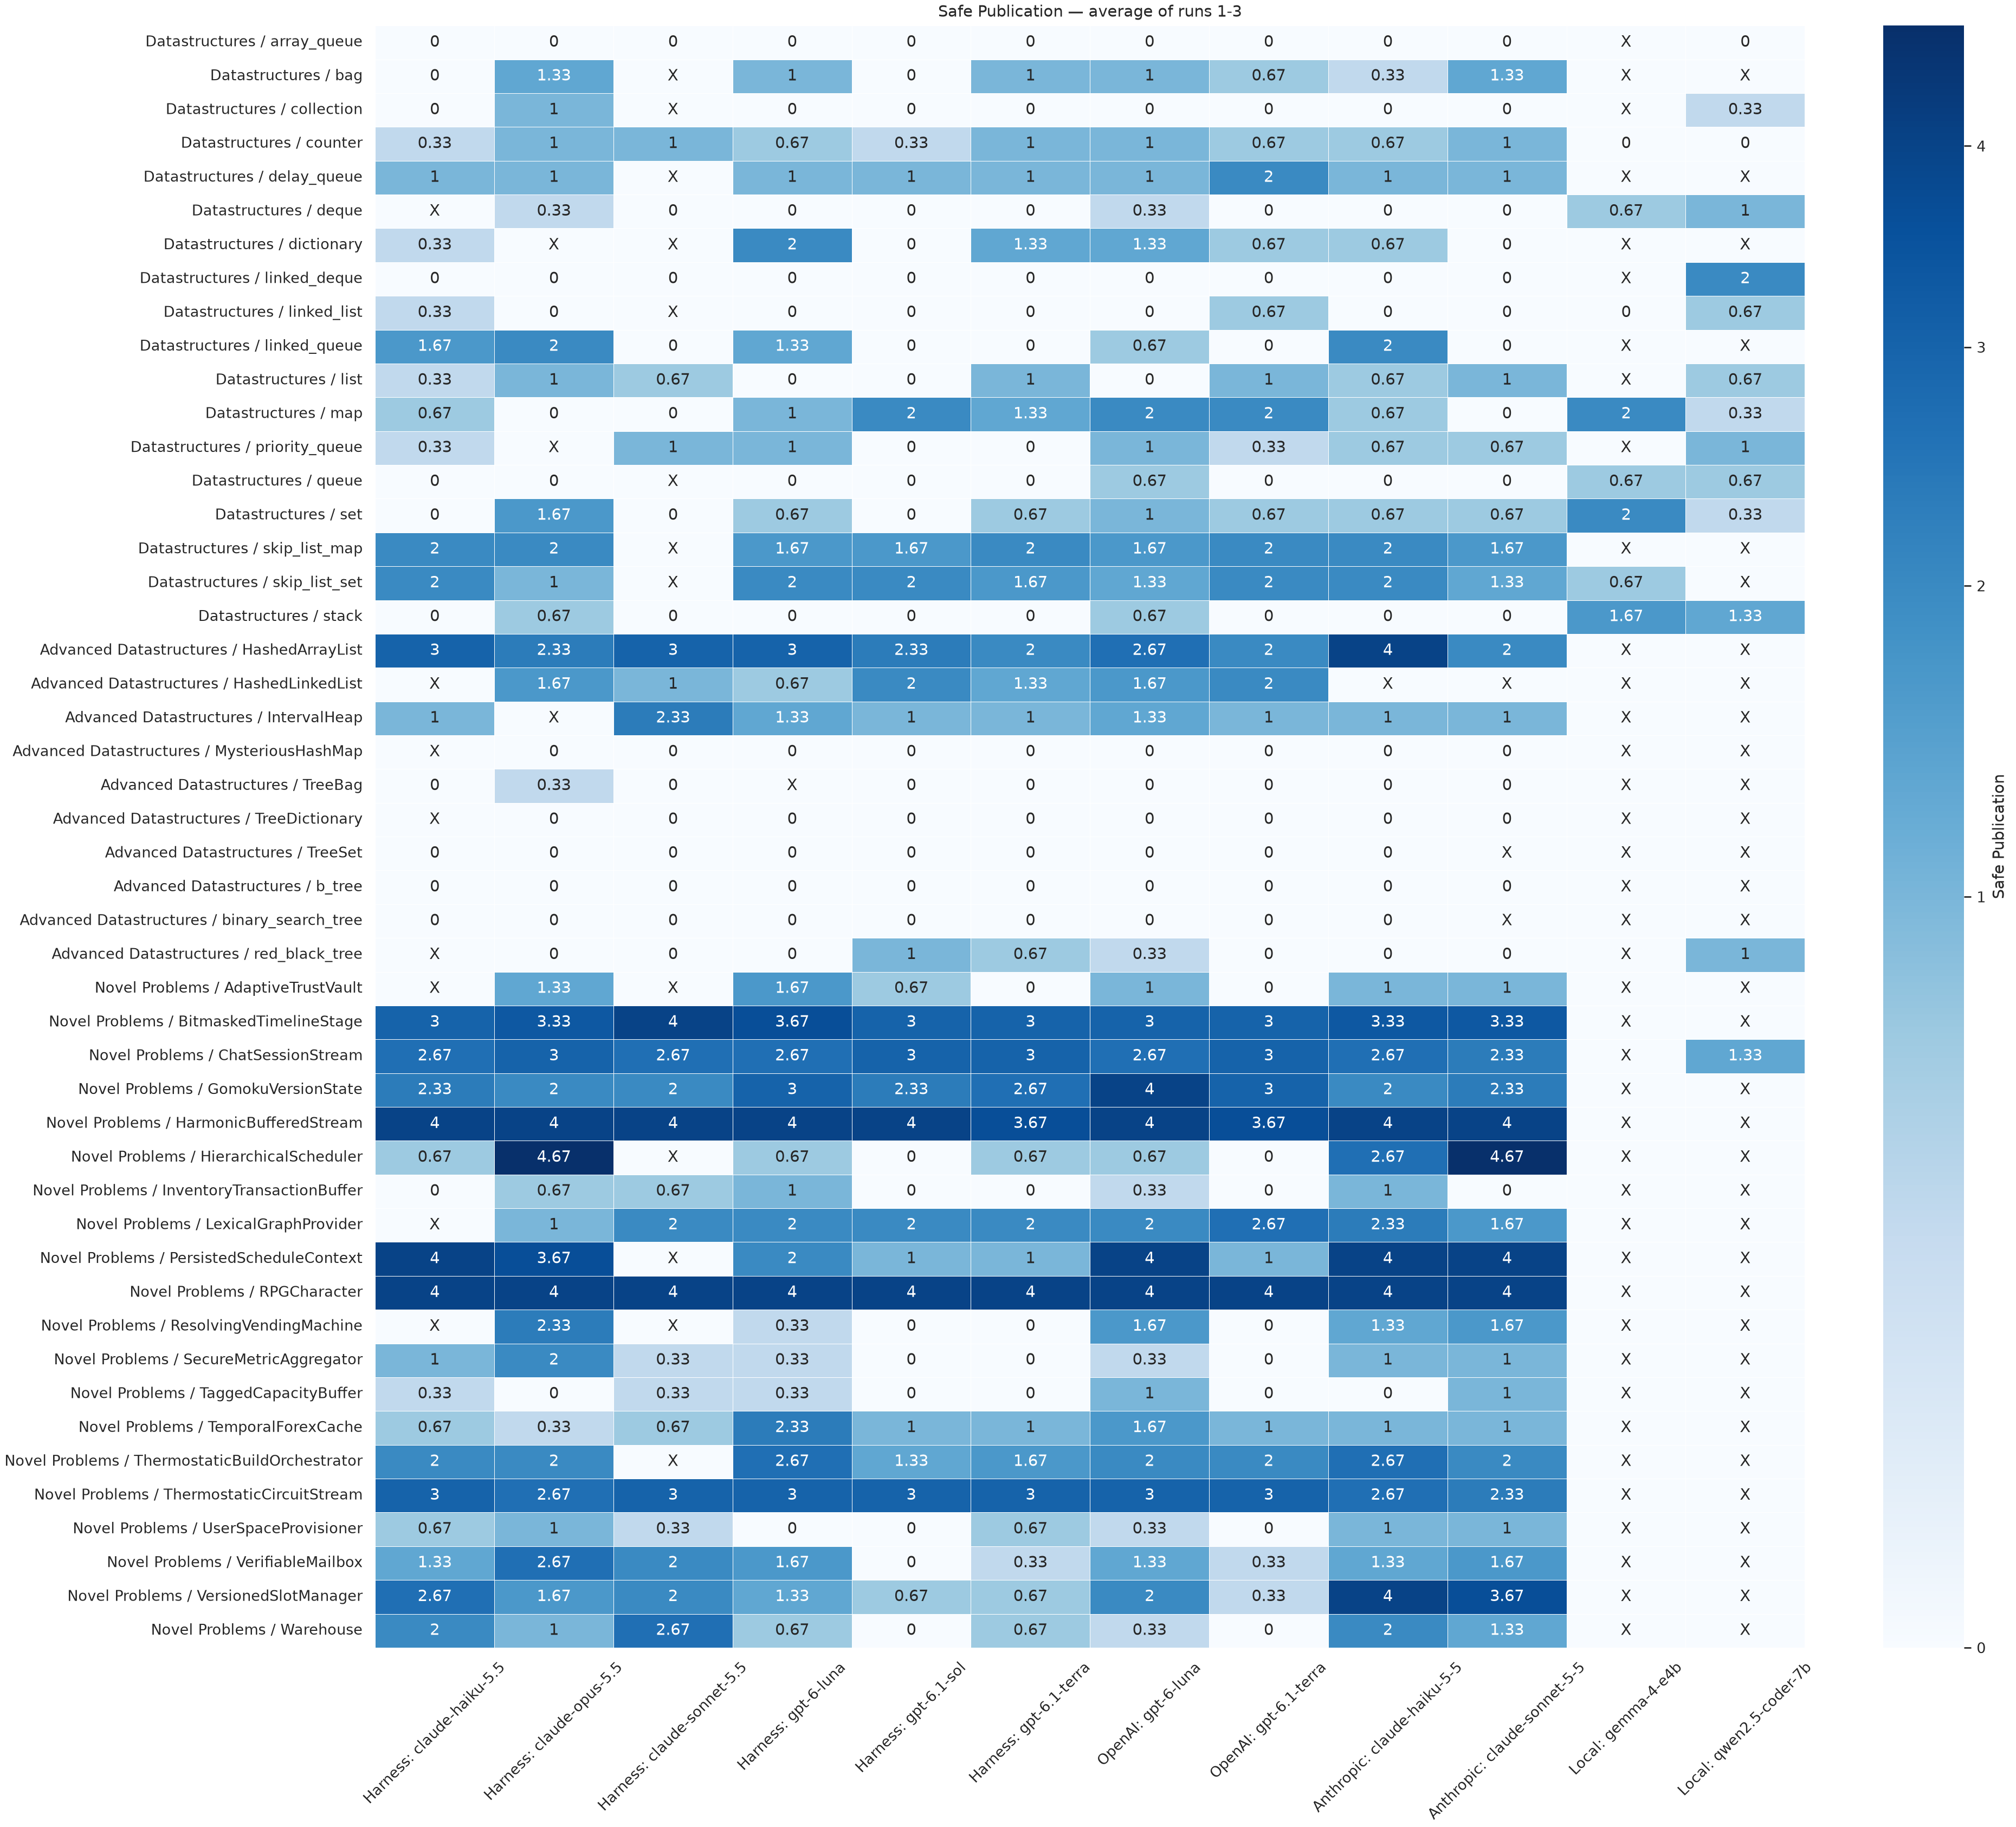 Safe Publication — average of runs 1-3
Datastructures / array_queue 0 0 0 0 0 0 0 0 0 0 X 0
Datastructures / bag 0 1.33 X 1 0 1 1 0.67 0.33 1.33 X X
Datastructures / collection 0 1 X 0 0 0 0 0 0 0 X 0.33
Datastructures / counter 0.33 1 1 0.67 0.33 1 1 0.67 0.67 1 0 0
Datastructures / delay_queue 1 1 X 1 1 1 1 2 1 1 X X
Datastructures / deque X 0.33 0 0 0 0 0.33 0 0 0 0.67 1
Datastructures / dictionary 0.33 X X 2 0 1.33 1.33 0.67 0.67 0 X X
Datastructures / linked_deque 0 0 0 0 0 0 0 0 0 0 X 2
Datastructures / linked_list 0.33 0 X 0 0 0 0 0.67 0 0 0 0.67
Datastructures / linked_queue 1.67 2 0 1.33 0 0 0.67 0 2 0 X X
Datastructures / list 0.33 1 0.67 0 0 1 0 1 0.67 1 X 0.67
Datastructures / map 0.67 0 0 1 2 1.33 2 2 0.67 0 2 0.33
Datastructures / priority_queue 0.33 X 1 1 0 0 1 0.33 0.67 0.67 X 1
Datastructures / queue 0 0 X 0 0 0 0.67 0 0 0 0.67 0.67
Datastructures / set 0 1.67 0 0.67 0 0.67 1 0.67 0.67 0.67 2 0.33
Datastructures / skip_list_map 2 2 X 1.67 1.67 2 1.67 2 2 1.67 X X
Datastructures / skip_list_set 2 1 X 2 2 1.67 1.33 2 2 1.33 0.67 X
Datastructures / stack 0 0.67 0 0 0 0 0.67 0 0 0 1.67 1.33
Advanced Datastructures / HashedArrayList 3 2.33 3 3 2.33 2 2.67 2 4 2 X X
Advanced Datastructures / HashedLinkedList X 1.67 1 0.67 2 1.33 1.67 2 X X X X
Advanced Datastructures / IntervalHeap 1 X 2.33 1.33 1 1 1.33 1 1 1 X X
Advanced Datastructures / MysteriousHashMap X 0 0 0 0 0 0 0 0 0 X X
Advanced Datastructures / TreeBag 0 0.33 0 X 0 0 0 0 0 0 X X
Advanced Datastructures / TreeDictionary X 0 0 0 0 0 0 0 0 0 X X
Advanced Datastructures / TreeSet 0 0 0 0 0 0 0 0 0 X X X
Advanced Datastructures / b_tree 0 0 0 0 0 0 0 0 0 0 X X
Advanced Datastructures / binary_search_tree 0 0 0 0 0 0 0 0 0 X X X
Advanced Datastructures / red_black_tree X 0 0 0 1 0.67 0.33 0 0 0 X 1
Novel Problems / AdaptiveTrustVault X 1.33 X 1.67 0.67 0 1 0 1 1 X X
Novel Problems / BitmaskedTimelineStage 3 3.33 4 3.67 3 3 3 3 3.33 3.33 X X
Novel Problems / ChatSessionStream 2.67 3 2.67 2.67 3 3 2.67 3 2.67 2.33 X 1.33
Novel Problems / GomokuVersionState 2.33 2 2 3 2.33 2.67 4 3 2 2.33 X X
Novel Problems / HarmonicBufferedStream 4 4 4 4 4 3.67 4 3.67 4 4 X X
Novel Problems / HierarchicalScheduler 0.67 4.67 X 0.67 0 0.67 0.67 0 2.67 4.67 X X
Novel Problems / InventoryTransactionBuffer 0 0.67 0.67 1 0 0 0.33 0 1 0 X X
Novel Problems / LexicalGraphProvider X 1 2 2 2 2 2 2.67 2.33 1.67 X X
Novel Problems / PersistedScheduleContext 4 3.67 X 2 1 1 4 1 4 4 X X
Novel Problems / RPGCharacter 4 4 4 4 4 4 4 4 4 4 X X
Novel Problems / ResolvingVendingMachine X 2.33 X 0.33 0 0 1.67 0 1.33 1.67 X X
Novel Problems / SecureMetricAggregator 1 2 0.33 0.33 0 0 0.33 0 1 1 X X
Novel Problems / TaggedCapacityBuffer 0.33 0 0.33 0.33 0 0 1 0 0 1 X X
Novel Problems / TemporalForexCache 0.67 0.33 0.67 2.33 1 1 1.67 1 1 1 X X
Novel Problems / ThermostaticBuildOrchestrator 2 2 X 2.67 1.33 1.67 2 2 2.67 2 X X
Novel Problems / ThermostaticCircuitStream 3 2.67 3 3 3 3 3 3 2.67 2.33 X X
Novel Problems / UserSpaceProvisioner 0.67 1 0.33 0 0 0.67 0.33 0 1 1 X X
Novel Problems / VerifiableMailbox 1.33 2.67 2 1.67 0 0.33 1.33 0.33 1.33 1.67 X X
Novel Problems / VersionedSlotManager 2.67 1.67 2 1.33 0.67 0.67 2 0.33 4 3.67 X X
Novel Problems / Warehouse 2 1 2.67 0.67 0 0.67 0.33 0 2 1.33 X X
Harness: claude-haiku-5.5
Harness: claude-opus-5.5
Harness: claude-sonnet-5.5
Harness: gpt-6-luna
Harness: gpt-6.1-sol
Harness: gpt-6.1-terra
OpenAI: gpt-6-luna
OpenAI: gpt-6.1-terra
Anthropic: claude-haiku-5-5
Anthropic: claude-sonnet-5-5
Local: gemma-4-e4b
Local: qwen2.5-coder-7b
4
3
2
1
0
Safe Publication